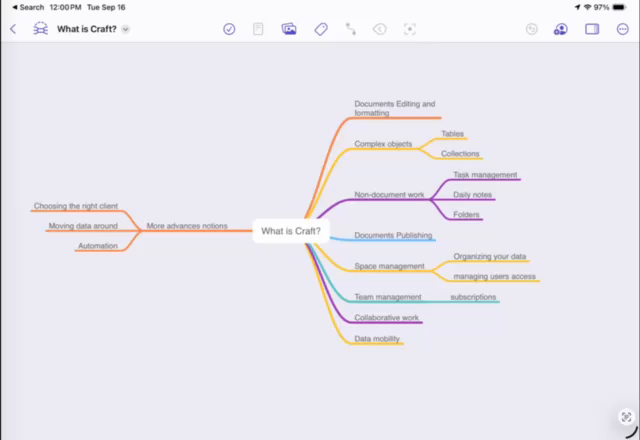 Search 12:00 PM Tue Sep 16
97%
What is Craft?
Documents Editing and
formatting
Complex objects
Tables
Collections
Non-document work
Task management
Daily notes
Folders
Choosing the right client
Moving data around
Automation
More advances notions
What is Craft?
Documents Publishing
Space management
Organizing your data
managing users access
Team management
subscriptions
Collaborative work
Data mobility